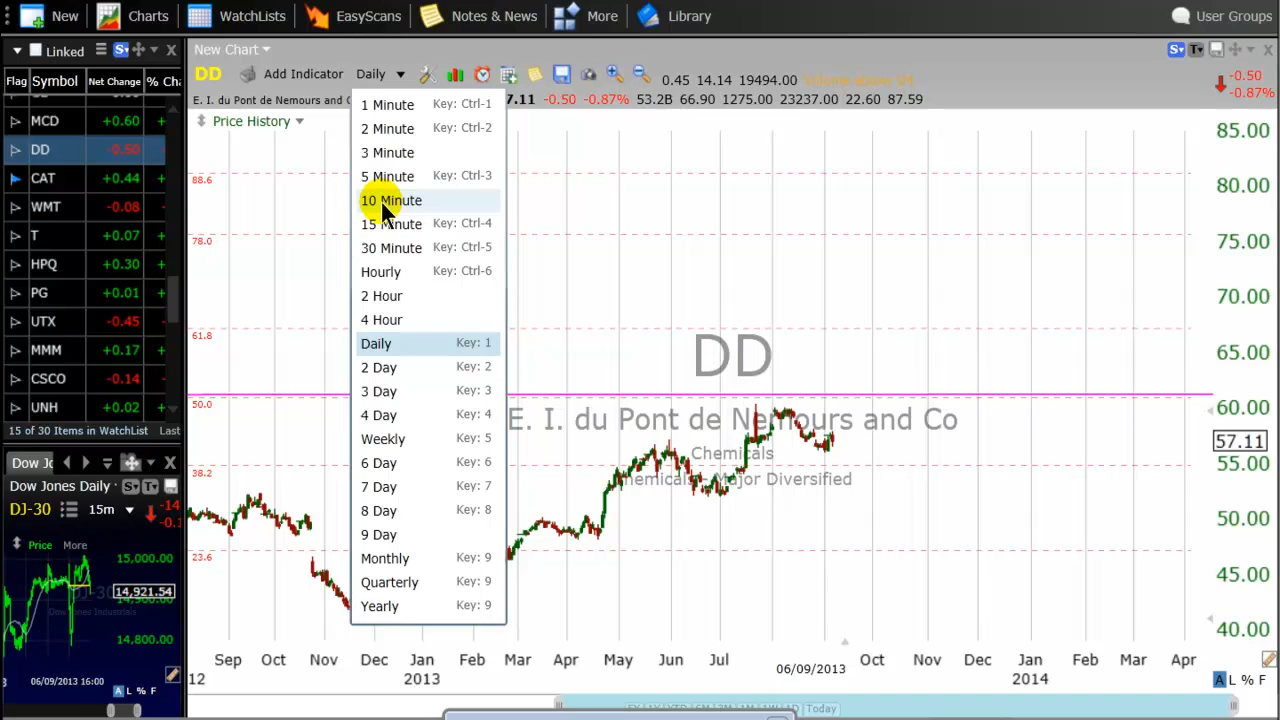 New Charts WatchLists EasyScans Notes & News More Library User Groups
Linked
Flag Symbol Net Change % Cha
MCD +0.60
DD -0.50
CAT +0.44
WMT -0.08
T +0.07
HPQ +0.30
PG +0.01
UTX -0.45
MMM +0.17
CSCO -0.14
UNH +0.02
15 of 30 Items in WatchList Last
Dow Jo
Dow Jones Daily S T
DJ-30 15m -14
Price More
15,000.00
14,921.54
14,800.00
Dow Jones Industrials
06/09/2013 16:00
A L % F
New Chart
DD Add Indicator Daily 0.45 14.14 19494.00
E. I. du Pont de Nemours and C 7.11 -0.50 -0.87% 53.2B 66.90 1275.00 23237.00 22.60 87.59
S T
-0.50
-0.87%
Price History
1 Minute Key: Ctrl-1
2 Minute Key: Ctrl-2
3 Minute
5 Minute Key: Ctrl-3
10 Minute
15 Minute Key: Ctrl-4
30 Minute Key: Ctrl-5
Hourly Key: Ctrl-6
2 Hour
4 Hour
Daily Key: 1
2 Day Key: 2
3 Day Key: 3
4 Day Key: 4
Weekly Key: 5
6 Day Key: 6
7 Day Key: 7
8 Day Key: 8
9 Day
Monthly Key: 9
Quarterly Key: 9
Yearly Key: 9
88.6
78.0
61.8
50.0
38.2
23.6
DD
E. I. du Pont de Nemours and Co
Chemicals
Chemicals - Major Diversified
85.00
80.00
75.00
70.00
65.00
60.00
57.11
55.00
50.00
45.00
40.00
Sep Oct Nov Dec Jan Feb Mar Apr May Jun Jul 06/09/2013 Oct Nov Dec Jan Feb Mar Apr
12 2013 2014
A L % F
Today